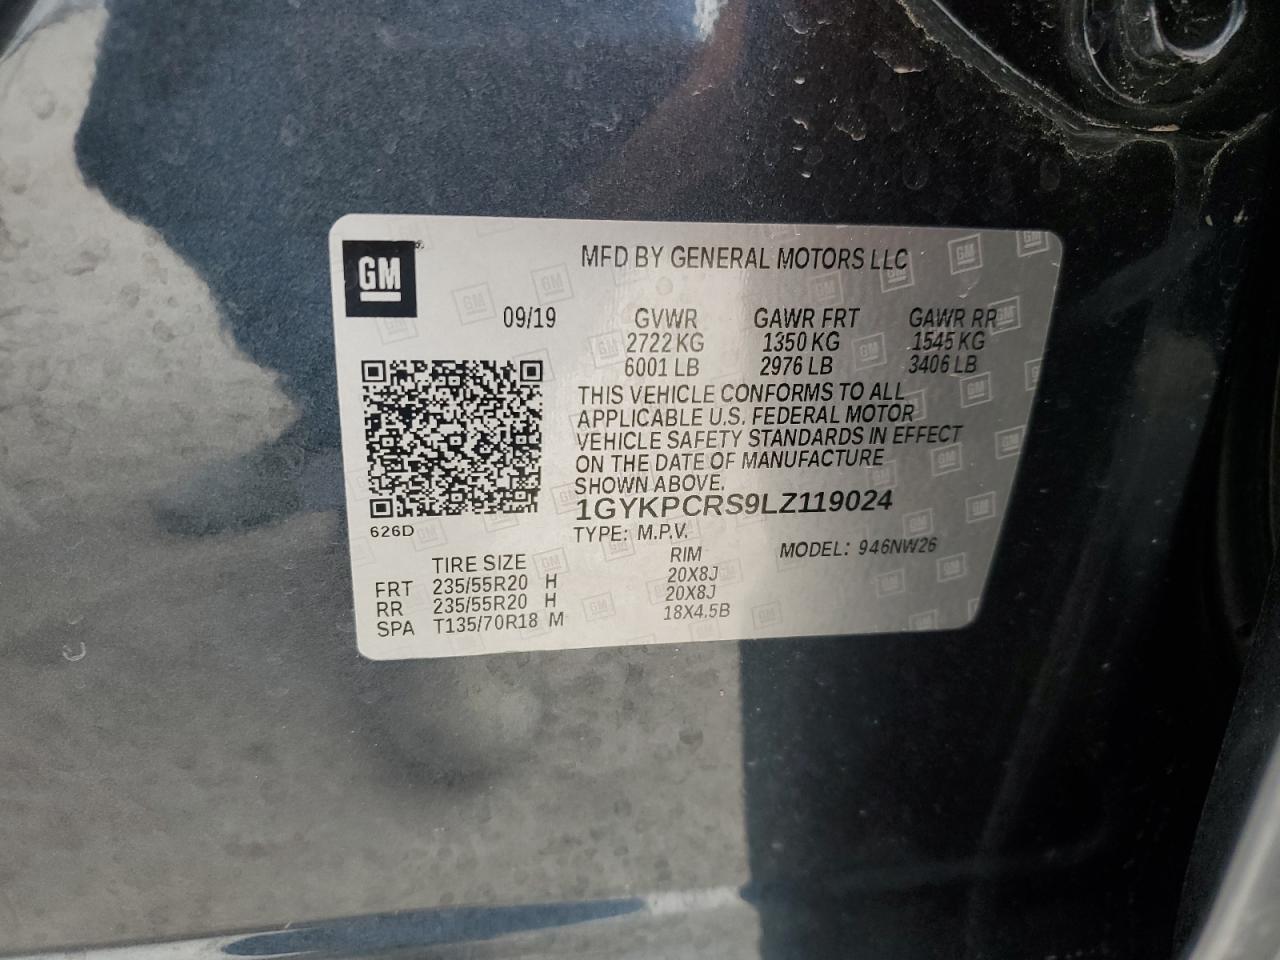 GM
MFD BY GENERAL MOTORS LLC
09/19 GVWR GAWR FRT GAWR RR
2722 KG 1350 KG 1545 KG
6001 LB 2976 LB 3406 LB
THIS VEHICLE CONFORMS TO ALL
APPLICABLE U.S. FEDERAL MOTOR
VEHICLE SAFETY STANDARDS IN EFFECT
ON THE DATE OF MANUFACTURE
SHOWN ABOVE.
1GYKPCRS9LZ119024
626D
TYPE: M.P.V. MODEL: 946NW26
TIRE SIZE RIM
FRT 235/55R20 H 20X8J
RR 235/55R20 H 20X8J
SPA T135/70R18 M 18X4.5B